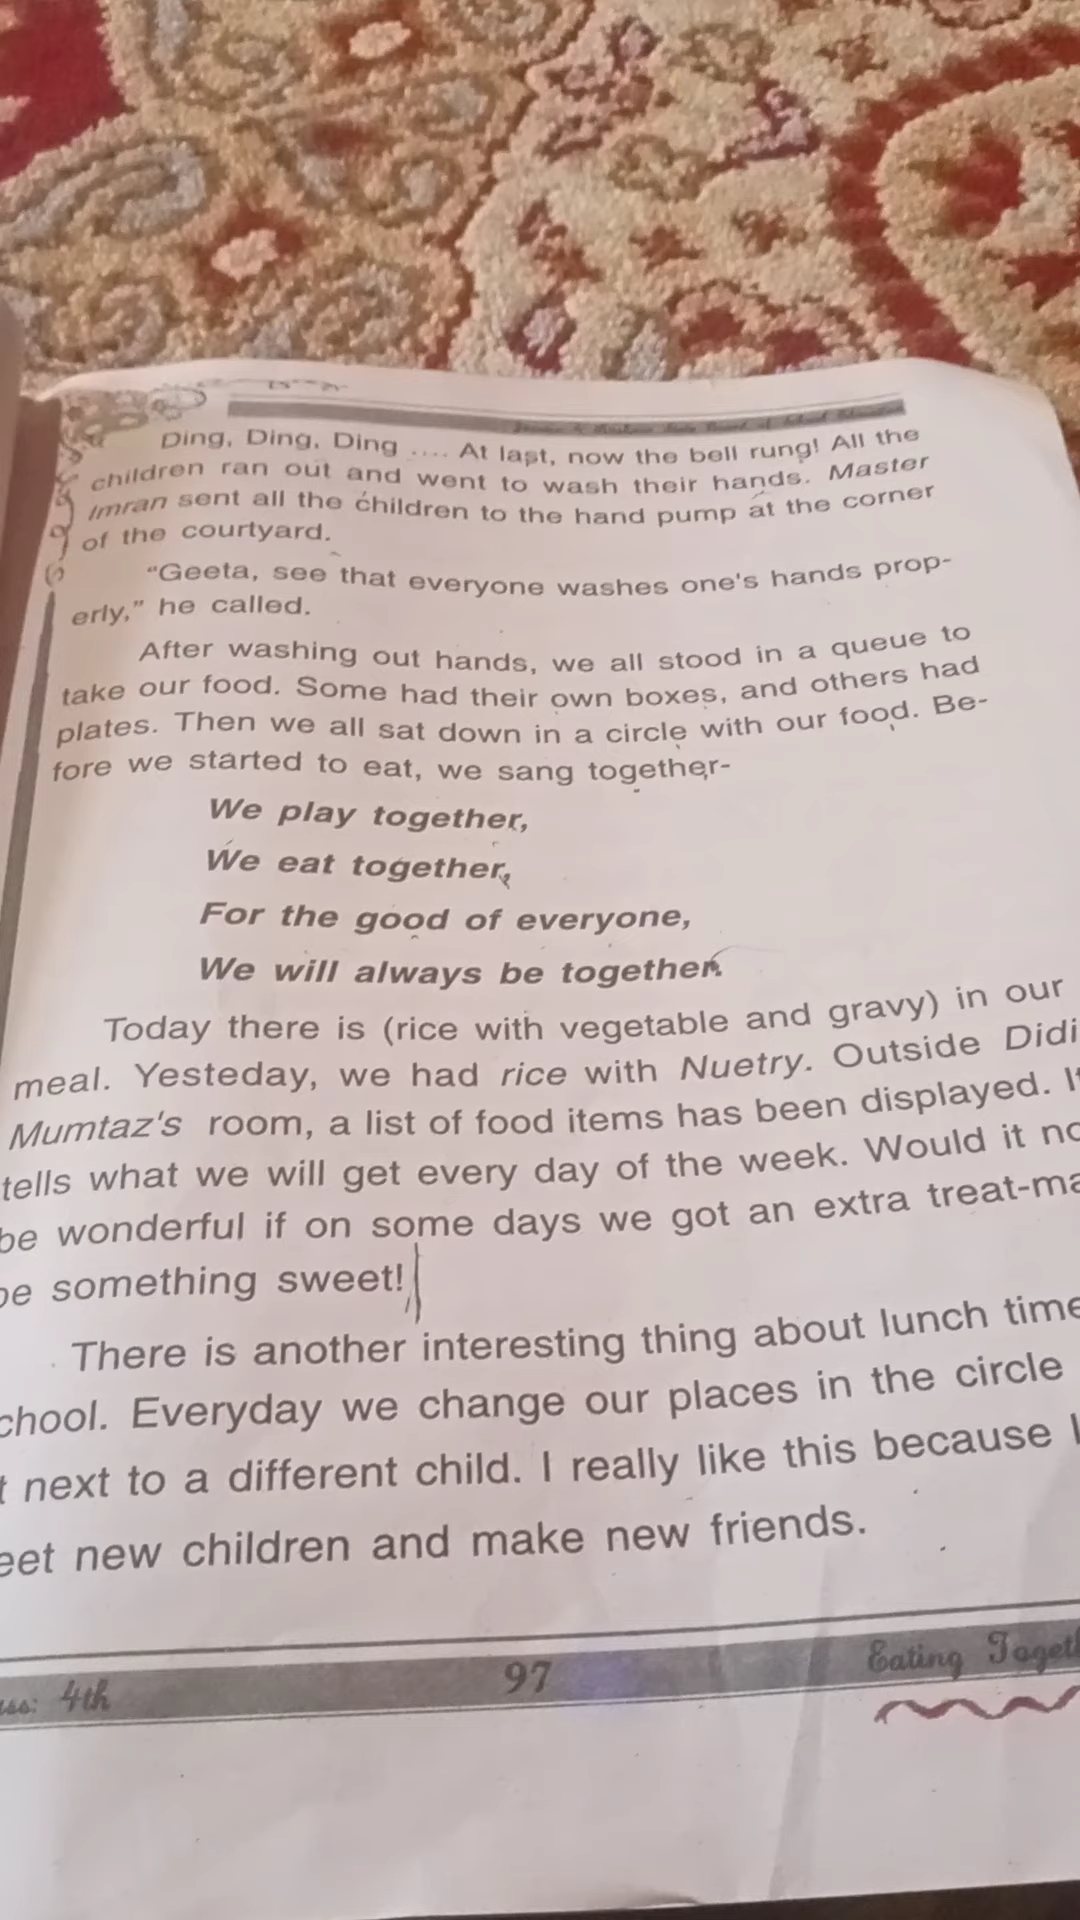 Ding, Ding, Ding .... At last, now the bell rung! All the
children ran out and went to wash their hands. Master
Imran sent all the children to the hand pump at the corner
of the courtyard.
"Geeta, see that everyone washes one's hands prop-
erly," he called.
After washing out hands, we all stood in a queue to
take our food. Some had their own boxes, and others had
plates. Then we all sat down in a circle with our food. Be-
fore we started to eat, we sang together-
We play together,
We eat together,
For the good of everyone,
We will always be together.
Today there is (rice with vegetable and gravy) in our
meal. Yesteday, we had rice with Nuetry. Outside Didi
Mumtaz's room, a list of food items has been displayed. It
tells what we will get every day of the week. Would it no
be wonderful if on some days we got an extra treat-ma
be something sweet!
There is another interesting thing about lunch time
chool. Everyday we change our places in the circle
t next to a different child. I really like this because I
eet new children and make new friends.
4th 97 Eating Togeth